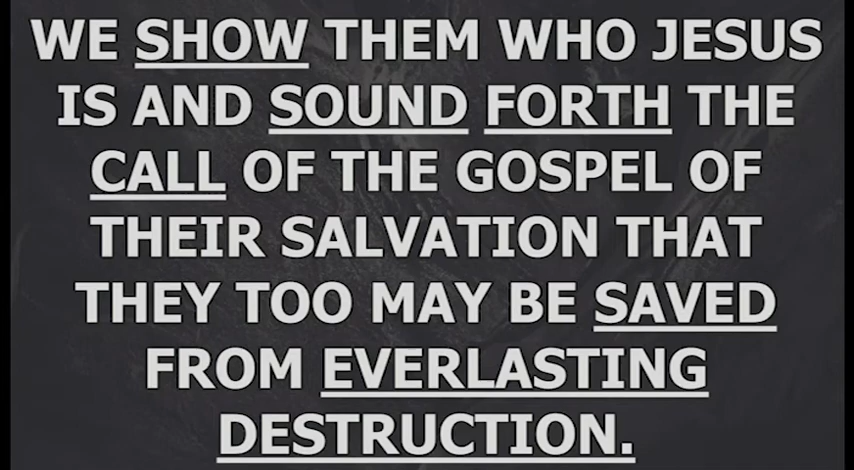 WE SHOW THEM WHO JESUS
IS AND SOUND FORTH THE
CALL OF THE GOSPEL OF
THEIR SALVATION THAT
THEY TOO MAY BE SAVED
FROM EVERLASTING
DESTRUCTION.